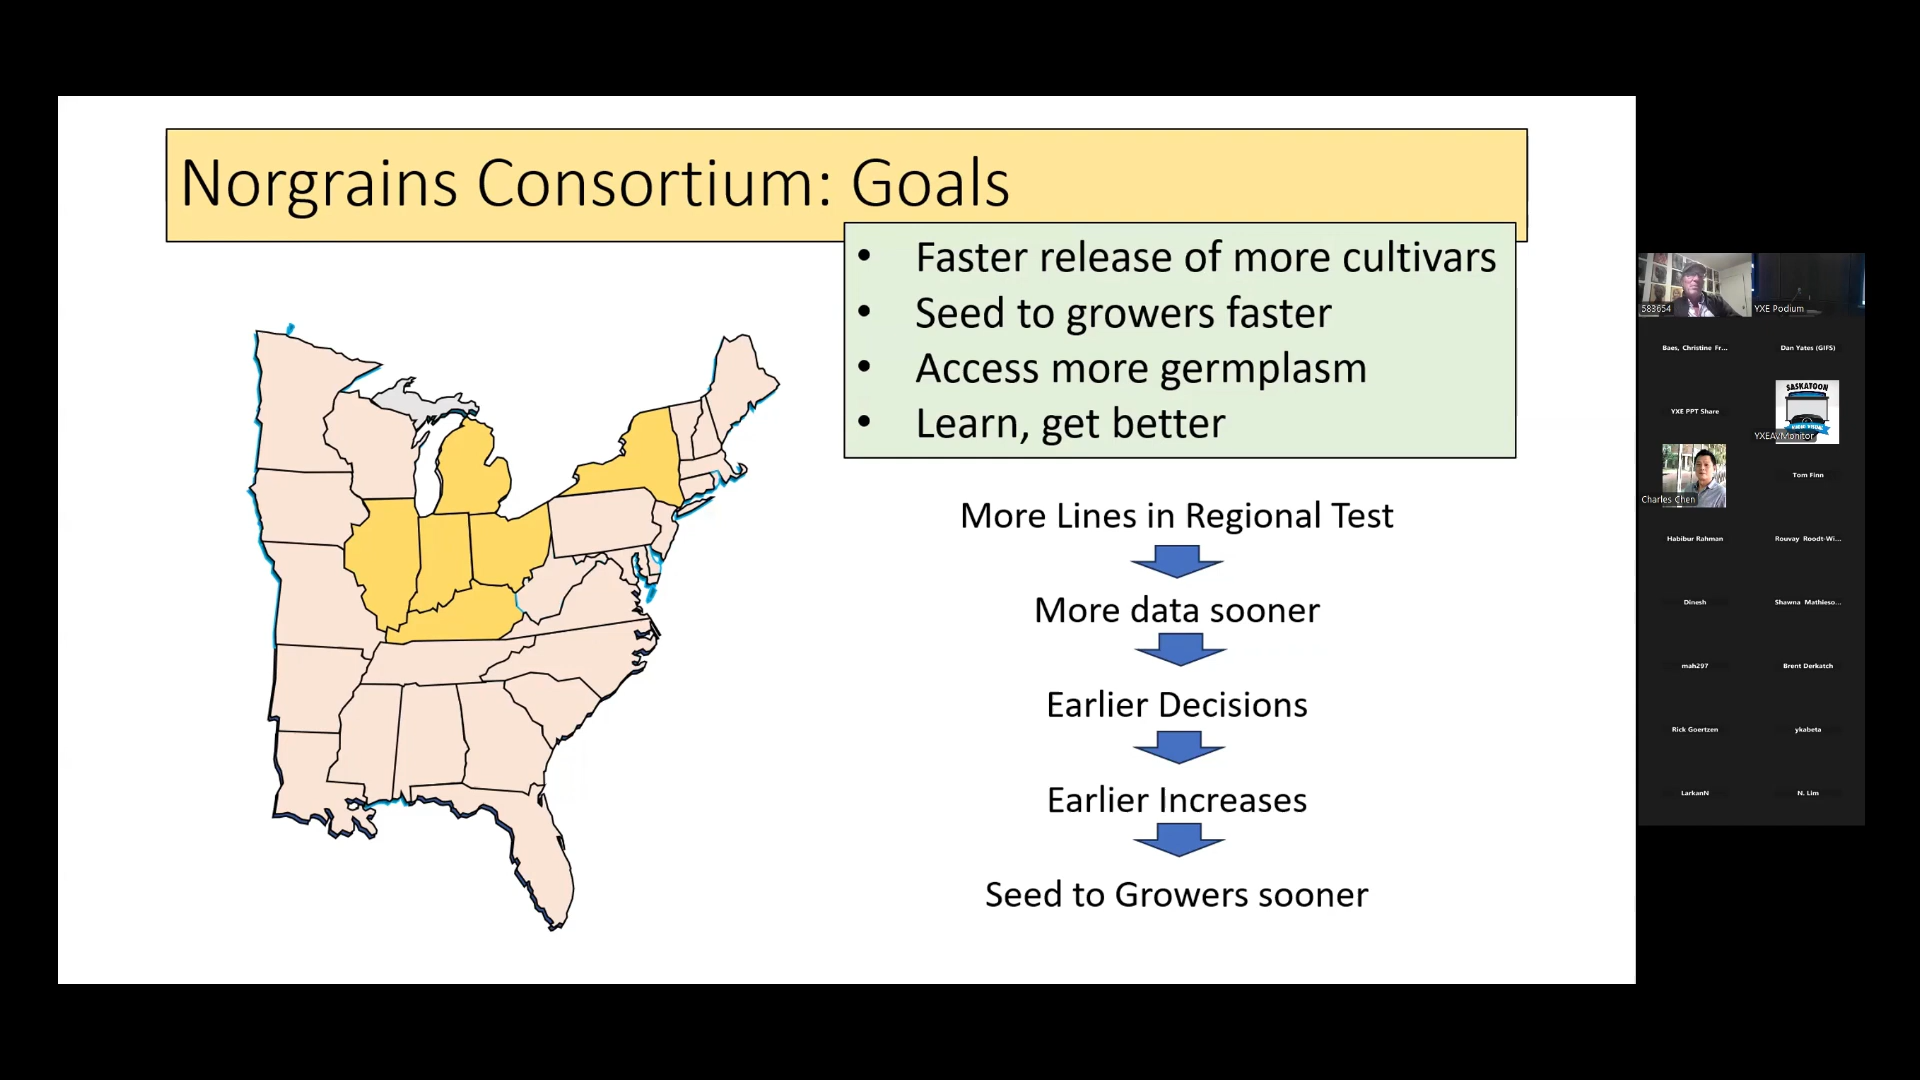 Norgrains Consortium: Goals
• Faster release of more cultivars
• Seed to growers faster
• Access more germplasm
• Learn, get better
More Lines in Regional Test
More data sooner
Earlier Decisions
Earlier Increases
Seed to Growers sooner
583654
YXE Podium
Baes, Christine Fr...
Dan Yates (GIFS)
YXE PPT Share
SASKATOON
YXEAVMonitor
Charles Chen
Tom Finn
Habibur Rahman
Rouvay Roodt-Wi...
Dinesh
Shawna Mathieso...
mah297
Brent Derkatch
Rick Goertzen
ykabeta
LarkanN
N. Lim